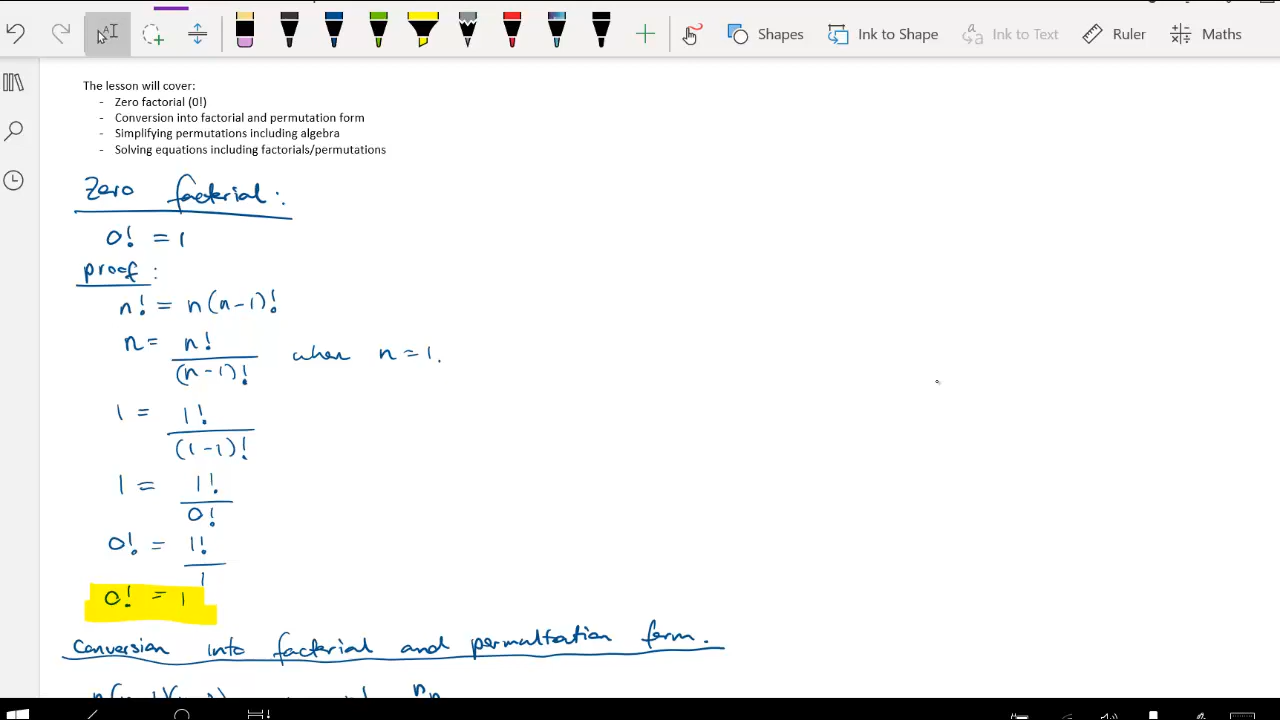 Shapes
Ink to Shape
Ink to Text
Ruler
Maths
The lesson will cover:
- Zero factorial (0!)
- Conversion into factorial and permutation form
- Simplifying permutations including algebra
- Solving equations including factorials/permutations
Zero factorial:
0! = 1
proof:
n! = n(n-1)!
n = n! / (n-1)! when n = 1.
1 = 1! / (1-1)!
1 = 1! / 0!
0! = 1! / 1
0! = 1
Conversion into factorial and permultation form.